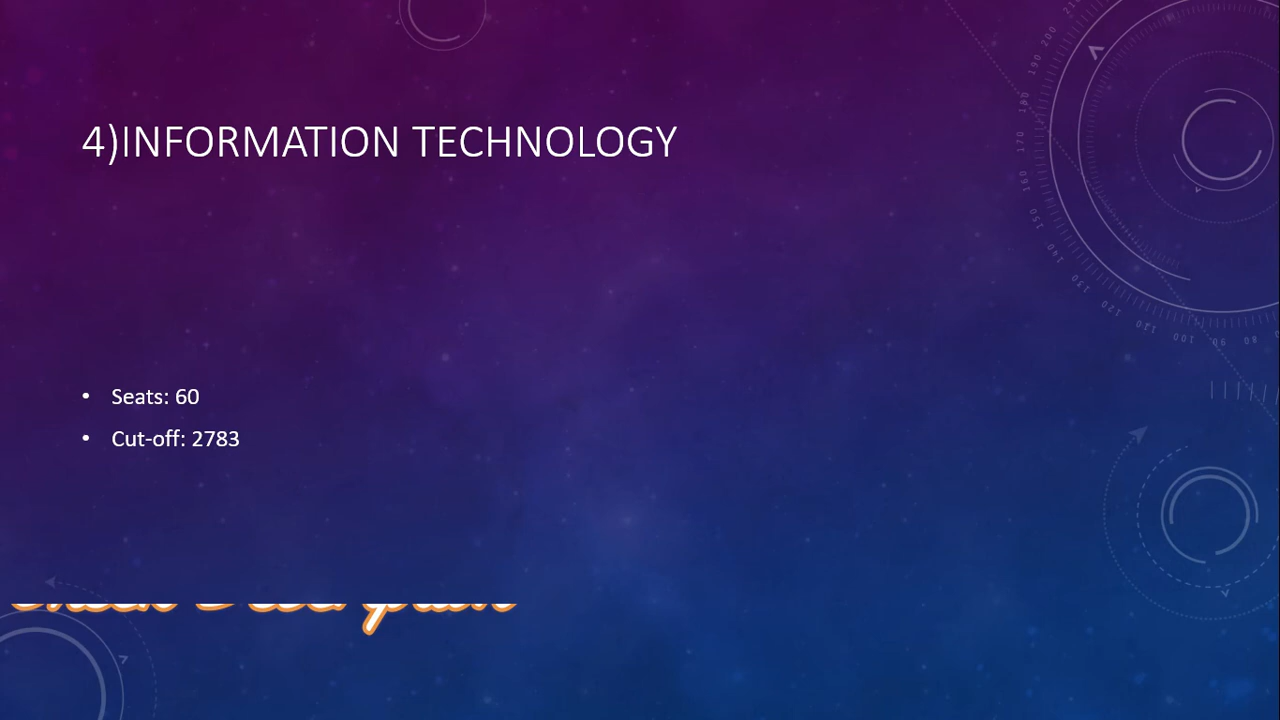 4)INFORMATION TECHNOLOGY
• Seats: 60
• Cut-off: 2783